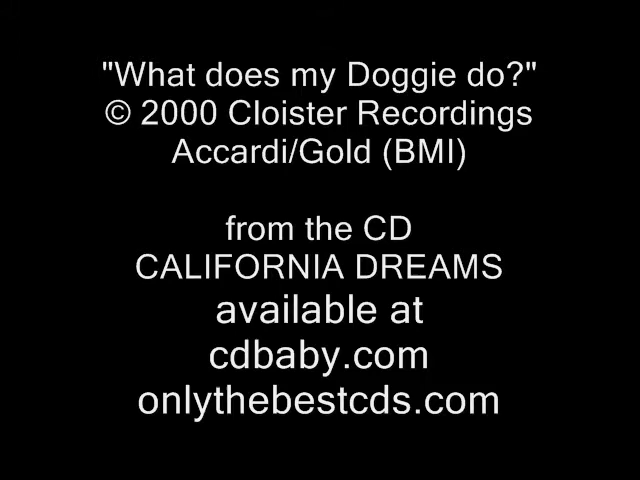 "What does my Doggie do?"
© 2000 Cloister Recordings
Accardi/Gold (BMI)
from the CD
CALIFORNIA DREAMS
available at
cdbaby.com
onlythebestcds.com